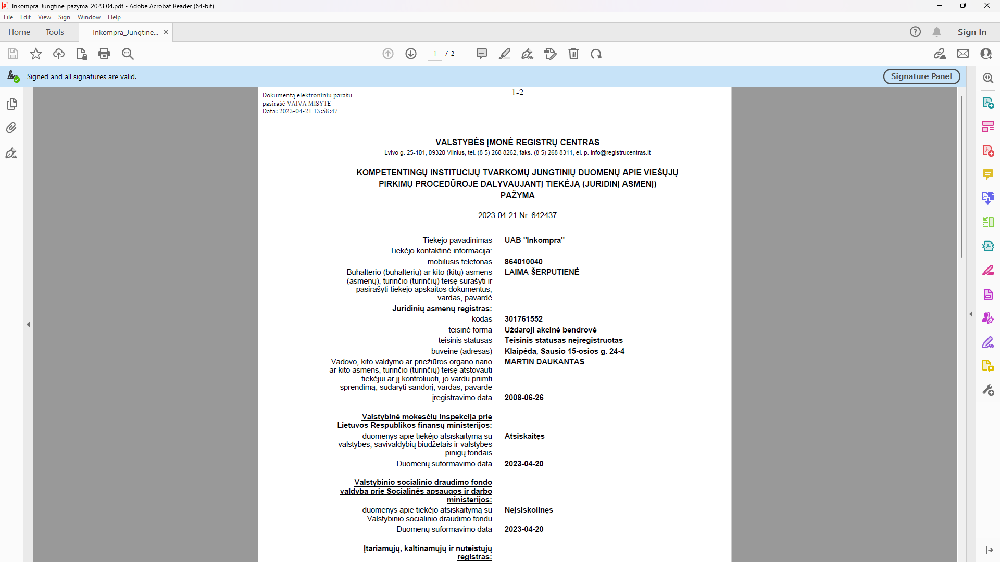 Inkompra_Jungtine_pazyma_2023 04.pdf - Adobe Acrobat Reader (64-bit)
File Edit View Sign Window Help
Home Tools Inkompra_Jungtine... × Sign In
1 / 2
Signed and all signatures are valid. Signature Panel
Dokumentą elektroniniu parašu
pasirašė VAIVA MISYTĖ
Data: 2023-04-21 13:58:47
1-2
VALSTYBĖS ĮMONĖ REGISTRŲ CENTRAS
Lvivo g. 25-101, 09320 Vilnius, tel. (8 5) 268 8262, faks. (8 5) 268 8311, el. p. info@registrucentras.lt
KOMPETENTINGŲ INSTITUCIJŲ TVARKOMŲ JUNGTINIŲ DUOMENŲ APIE VIEŠŲJŲ
PIRKIMŲ PROCEDŪROJE DALYVAUJANTĮ TIEKĖJĄ (JURIDINĮ ASMENĮ)
PAŽYMA
2023-04-21 Nr. 642437
Tiekėjo pavadinimas UAB "Inkompra"
Tiekėjo kontaktinė informacija:
mobilusis telefonas 864010040
Buhalterio (buhalterių) ar kito (kitų) asmens LAIMA ŠERPUTIENĖ
(asmenų), turinčio (turinčių) teisę surašyti ir
pasirašyti tiekėjo apskaitos dokumentus,
vardas, pavardė
Juridinių asmenų registras:
kodas 301761552
teisinė forma Uždaroji akcinė bendrovė
teisinis statusas Teisinis statusas neįregistruotas
buveinė (adresas) Klaipėda, Sausio 15-osios g. 24-4
Vadovo, kito valdymo ar priežiūros organo nario MARTIN DAUKANTAS
ar kito asmens, turinčio (turinčių) teisę atstovauti
tiekėjui ar jį kontroliuoti, jo vardu priimti
sprendimą, sudaryti sandorį, vardas, pavardė
įregistravimo data 2008-06-26
Valstybinė mokesčių inspekcija prie
Lietuvos Respublikos finansų ministerijos:
duomenys apie tiekėjo atsiskaitymą su Atsiskaitęs
valstybės, savivaldybių biudžetais ir valstybės
pinigų fondais
Duomenų suformavimo data 2023-04-20
Valstybinio socialinio draudimo fondo
valdyba prie Socialinės apsaugos ir darbo
ministerijos:
duomenys apie tiekėjo atsiskaitymą su Neįsiskolinęs
Valstybinio socialinio draudimo fondu
Duomenų suformavimo data 2023-04-20
Įtariamųjų, kaltinamųjų ir nuteistųjų
registras: